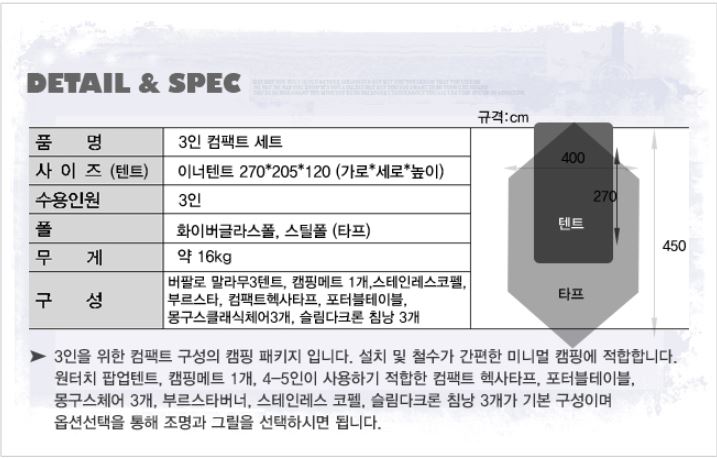 DETAIL & SPEC
규격:cm
품 명 3인 컴팩트 세트
사 이 즈 (텐트) 이너텐트 270*205*120 (가로*세로*높이)
수용인원 3인
폴 화이버글라스폴, 스틸폴 (타프)
무 게 약 16kg
구 성 버팔로 말라무3텐트, 캠핑메트 1개,스테인레스코펠,
부르스타, 컴팩트헥사타프, 포터블테이블,
몽구스클래식체어3개, 슬림다크론 침낭 3개
400
270
텐트
450
타프
➤ 3인을 위한 컴팩트 구성의 캠핑 패키지 입니다. 설치 및 철수가 간편한 미니멀 캠핑에 적합합니다.
원터치 팝업텐트, 캠핑메트 1개, 4-5인이 사용하기 적합한 컴팩트 헥사타프, 포터블테이블,
몽구스체어 3개, 부르스타버너, 스테인레스 코펠, 슬림다크론 침낭 3개가 기본 구성이며
옵션선택을 통해 조명과 그릴을 선택하시면 됩니다.